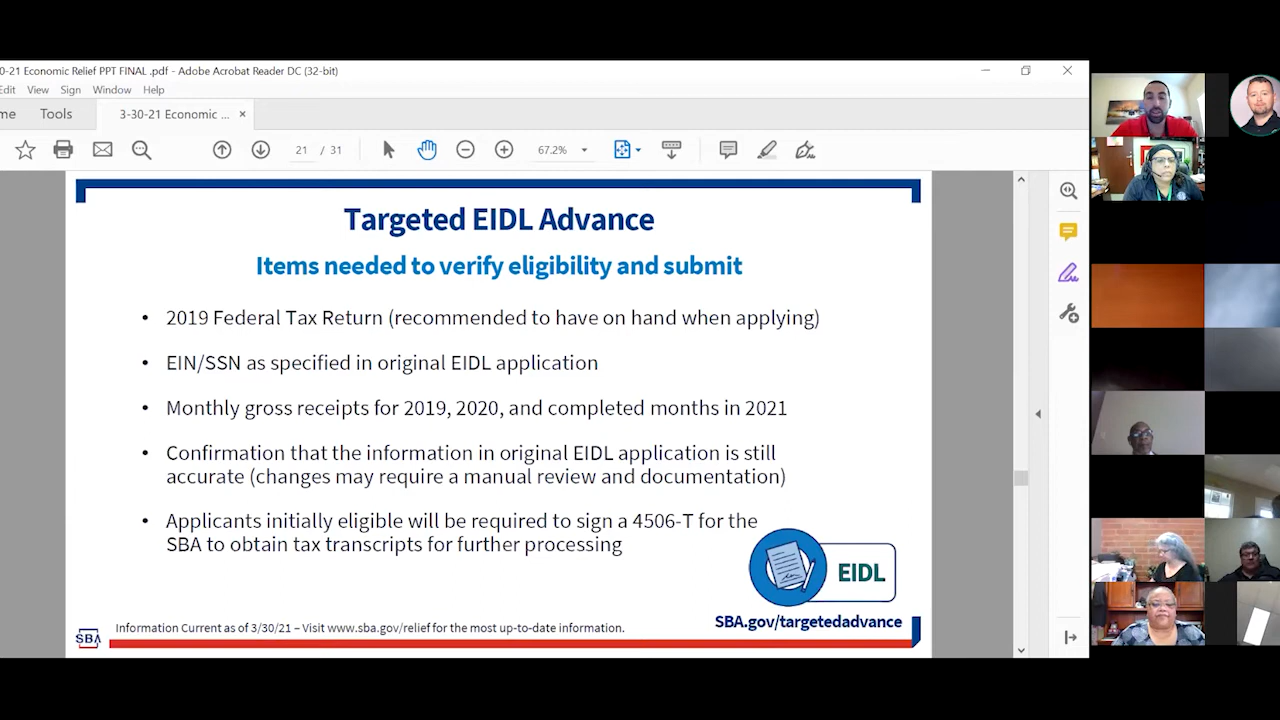 0-21 Economic Relief PPT FINAL .pdf - Adobe Acrobat Reader DC (32-bit)
Edit View Sign Window Help
me Tools 3-30-21 Economic ... ×
21 / 31 67.2%
Targeted EIDL Advance
Items needed to verify eligibility and submit
• 2019 Federal Tax Return (recommended to have on hand when applying)
• EIN/SSN as specified in original EIDL application
• Monthly gross receipts for 2019, 2020, and completed months in 2021
• Confirmation that the information in original EIDL application is still
accurate (changes may require a manual review and documentation)
• Applicants initially eligible will be required to sign a 4506-T for the
SBA to obtain tax transcripts for further processing
EIDL
SBA.gov/targetedadvance
SBA
Information Current as of 3/30/21 – Visit www.sba.gov/relief for the most up-to-date information.